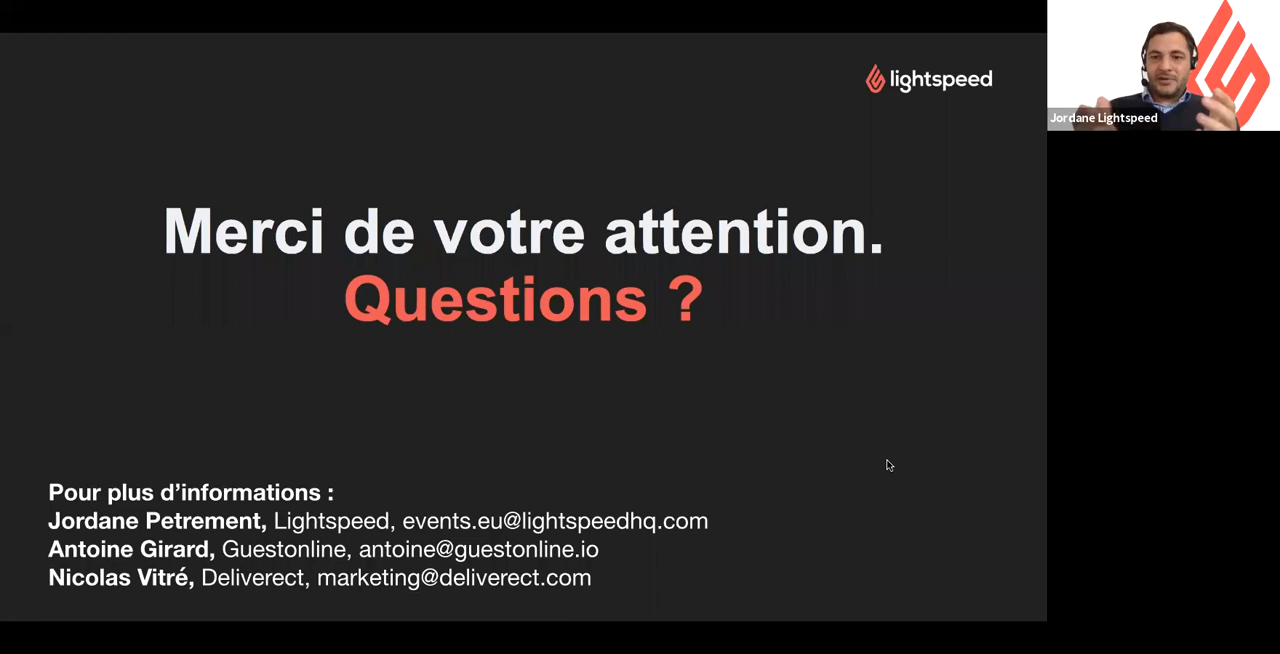 lightspeed
Jordane Lightspeed
Merci de votre attention.
Questions ?
Pour plus d’informations :
Jordane Petrement, Lightspeed, events.eu@lightspeedhq.com
Antoine Girard, Guestonline, antoine@guestonline.io
Nicolas Vitré, Deliverect, marketing@deliverect.com